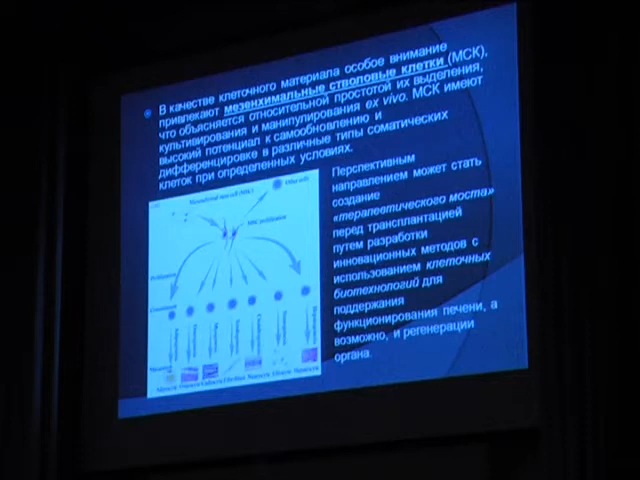 В качестве клеточного материала особое внимание
привлекают мезенхимальные стволовые клетки (МСК),
что объясняется относительной простотой их выделения,
культивирования и манипулирования ex vivo. МСК имеют
высокий потенциал к самообновлению и
дифференцировке в различные типы соматических
клеток при определенных условиях.
Перспективным
направлением может стать
создание
«терапевтического моста»
перед трансплантацией
путем разработки
инновационных методов с
использованием клеточных
биотехнологий для
поддержания
функционирования печени, а
возможно, и регенерации
органа.
MSC proliferation